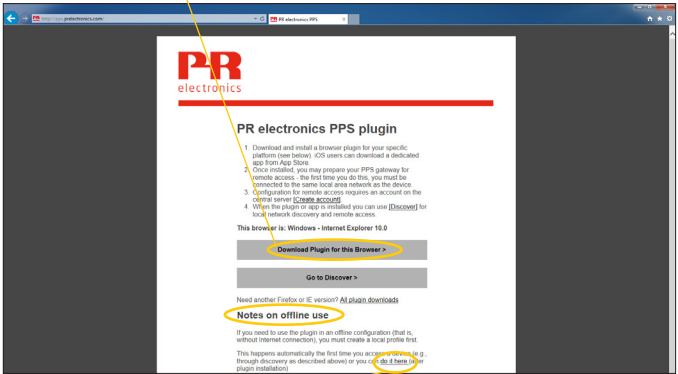 http://pps.prelectronics.com/
PR electronics PPS
PR
electronics
PR electronics PPS plugin
1. Download and install a browser plugin for your specific
platform (see below). iOS users can download a dedicated
app from App Store.
2. Once installed, you may prepare your PPS gateway for
remote access - the first time you do this, you must be
connected to the same local area network as the device.
3. Configuration for remote access requires an account on the
central server [Create account].
4. When the plugin or app is installed you can use [Discover] for
local network discovery and remote access.
This browser is: Windows - Internet Explorer 10.0
Download Plugin for this Browser >
Go to Discover >
Need another Firefox or IE version? All plugin downloads
Notes on offline use
If you need to use the plugin in an offline configuration (that is,
without Internet connection), you must create a local profile first.
This happens automatically the first time you access a device (e.g.,
through discovery as described above) or you can do it here (after
plugin installation)